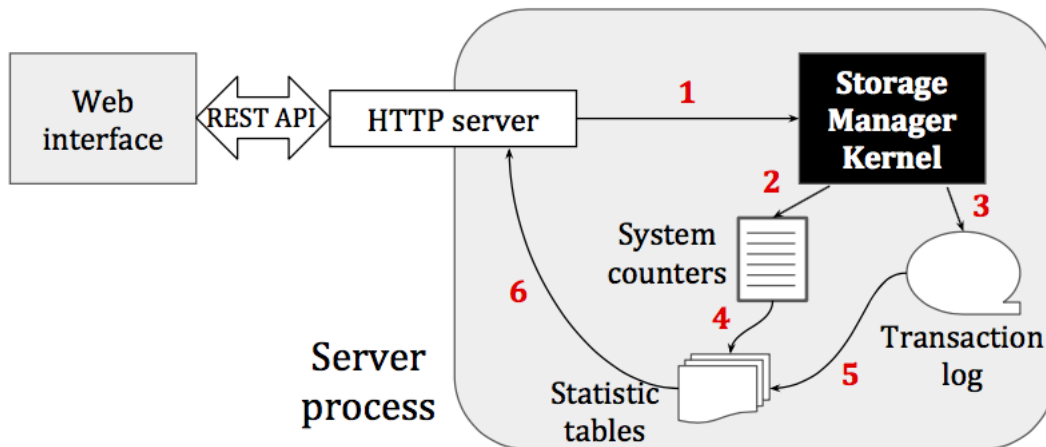 Web
interface
REST API
HTTP server
1
Storage
Manager
Kernel
2
3
System
counters
6
4
5
Transaction
log
Server
process
Statistic
tables